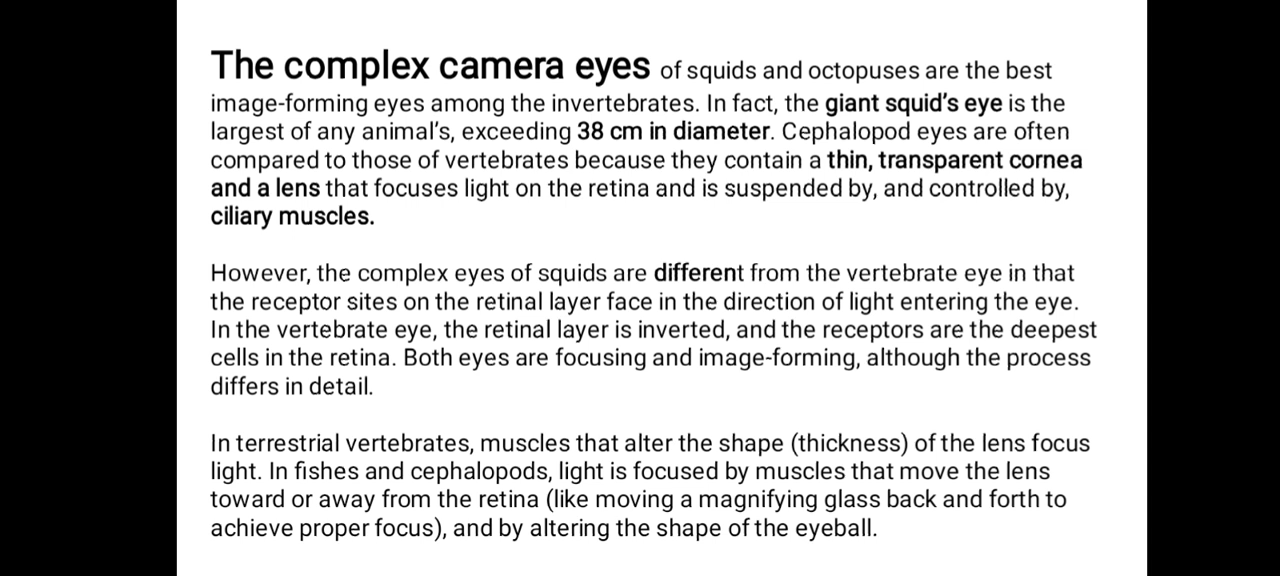 The complex camera eyes of squids and octopuses are the best
image-forming eyes among the invertebrates. In fact, the giant squid's eye is the
largest of any animal's, exceeding 38 cm in diameter. Cephalopod eyes are often
compared to those of vertebrates because they contain a thin, transparent cornea
and a lens that focuses light on the retina and is suspended by, and controlled by,
ciliary muscles.
However, the complex eyes of squids are different from the vertebrate eye in that
the receptor sites on the retinal layer face in the direction of light entering the eye.
In the vertebrate eye, the retinal layer is inverted, and the receptors are the deepest
cells in the retina. Both eyes are focusing and image-forming, although the process
differs in detail.
In terrestrial vertebrates, muscles that alter the shape (thickness) of the lens focus
light. In fishes and cephalopods, light is focused by muscles that move the lens
toward or away from the retina (like moving a magnifying glass back and forth to
achieve proper focus), and by altering the shape of the eyeball.